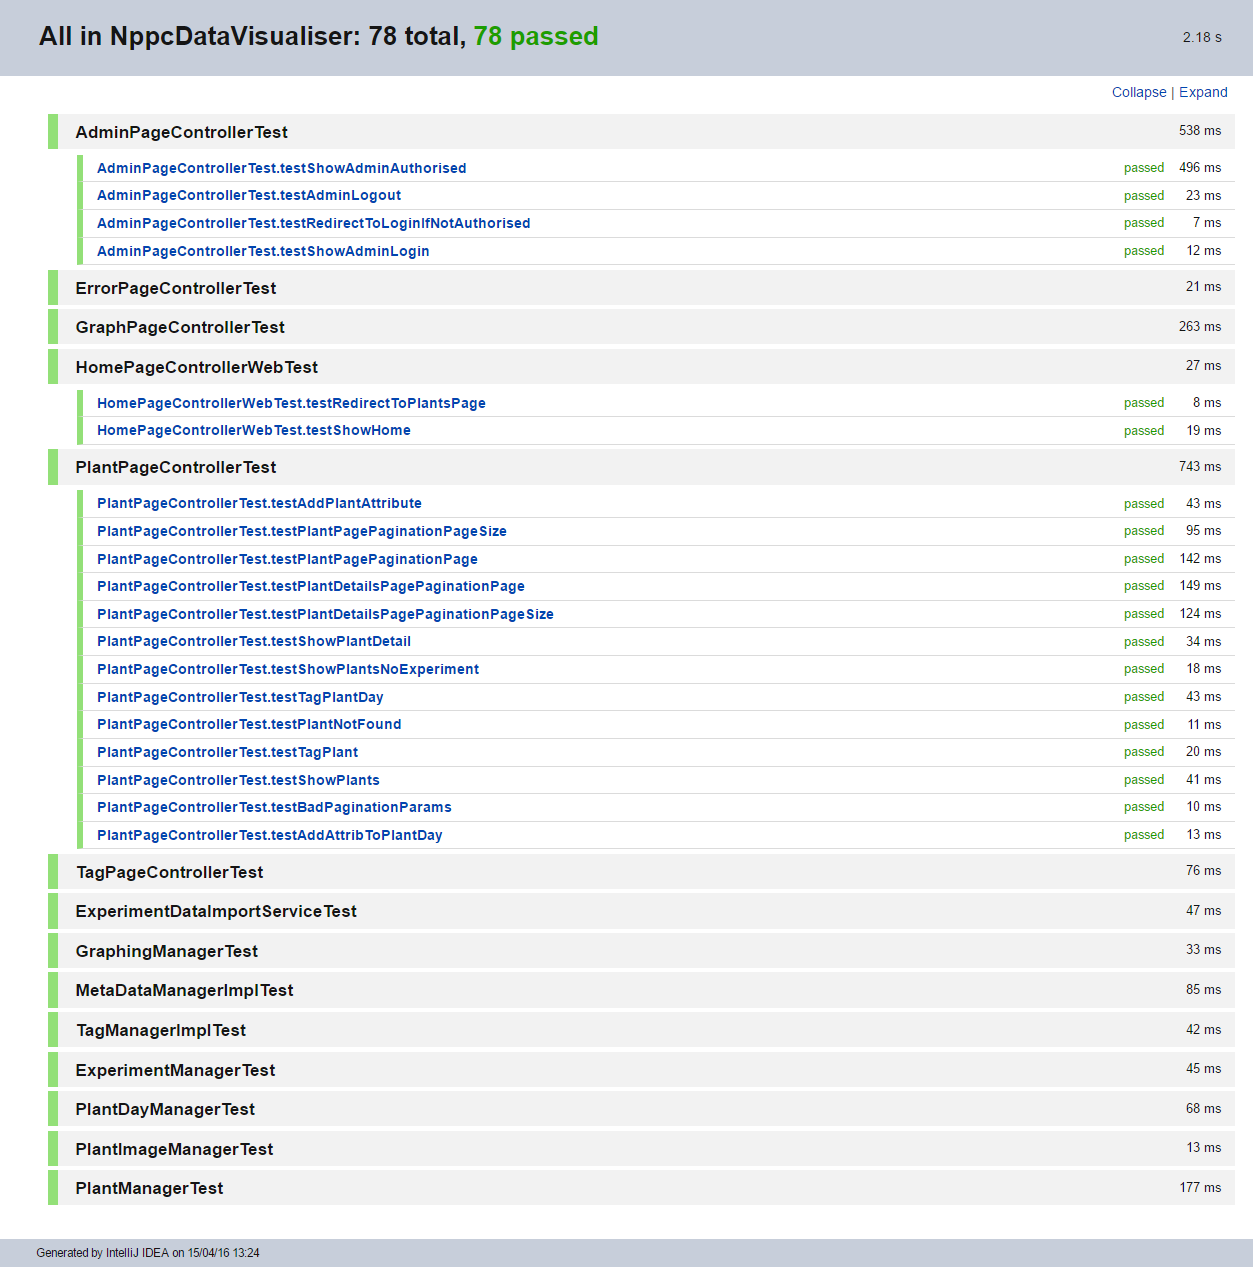 All in NppcDataVisualiser: 78 total, 78 passed 2.18 s
Collapse | Expand
AdminPageControllerTest 538 ms
AdminPageControllerTest.testShowAdminAuthorised passed 496 ms
AdminPageControllerTest.testAdminLogout passed 23 ms
AdminPageControllerTest.testRedirectToLoginIfNotAuthorised passed 7 ms
AdminPageControllerTest.testShowAdminLogin passed 12 ms
ErrorPageControllerTest 21 ms
GraphPageControllerTest 263 ms
HomePageControllerWebTest 27 ms
HomePageControllerWebTest.testRedirectToPlantsPage passed 8 ms
HomePageControllerWebTest.testShowHome passed 19 ms
PlantPageControllerTest 743 ms
PlantPageControllerTest.testAddPlantAttribute passed 43 ms
PlantPageControllerTest.testPlantPagePaginationPageSize passed 95 ms
PlantPageControllerTest.testPlantPagePaginationPage passed 142 ms
PlantPageControllerTest.testPlantDetailsPagePaginationPage passed 149 ms
PlantPageControllerTest.testPlantDetailsPagePaginationPageSize passed 124 ms
PlantPageControllerTest.testShowPlantDetail passed 34 ms
PlantPageControllerTest.testShowPlantsNoExperiment passed 18 ms
PlantPageControllerTest.testTagPlantDay passed 43 ms
PlantPageControllerTest.testPlantNotFound passed 11 ms
PlantPageControllerTest.testTagPlant passed 20 ms
PlantPageControllerTest.testShowPlants passed 41 ms
PlantPageControllerTest.testBadPaginationParams passed 10 ms
PlantPageControllerTest.testAddAttribToPlantDay passed 13 ms
TagPageControllerTest 76 ms
ExperimentDataImportServiceTest 47 ms
GraphingManagerTest 33 ms
MetaDataManagerImplTest 85 ms
TagManagerImplTest 42 ms
ExperimentManagerTest 45 ms
PlantDayManagerTest 68 ms
PlantImageManagerTest 13 ms
PlantManagerTest 177 ms
Generated by IntelliJ IDEA on 15/04/16 13:24